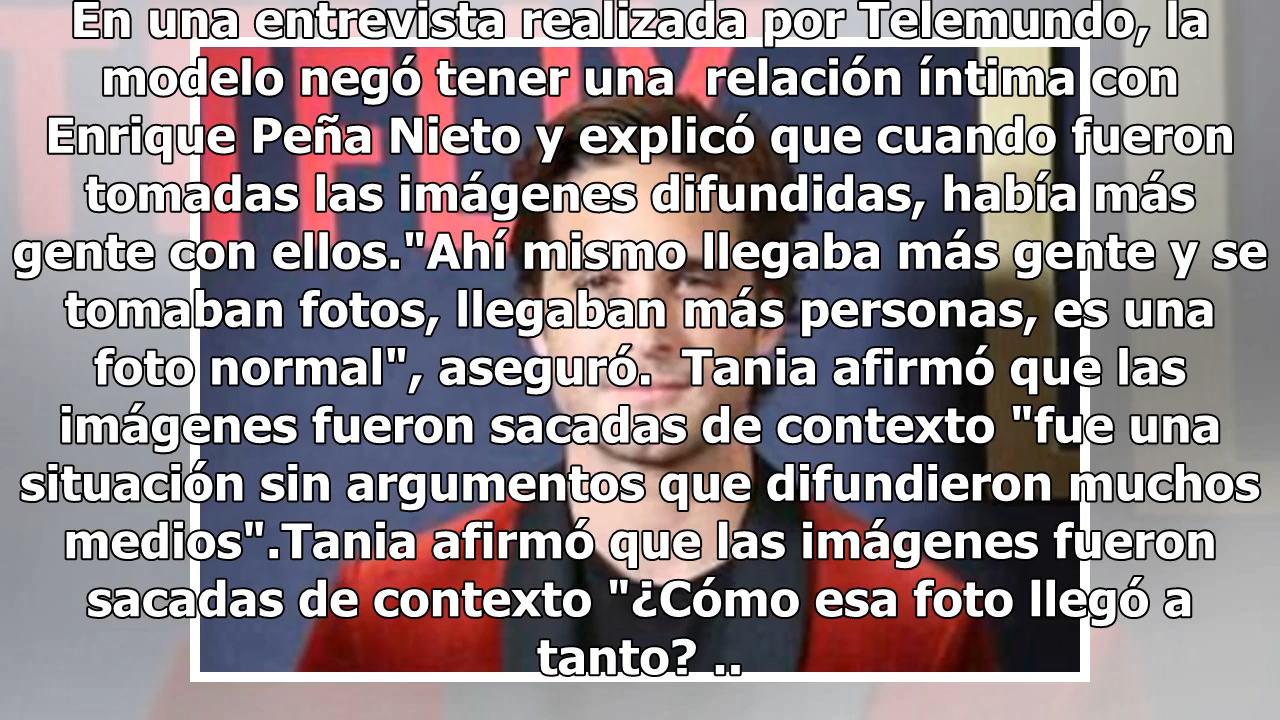 En una entrevista realizada por Telemundo, la
modelo negó tener una  relación íntima con
Enrique Peña Nieto y explicó que cuando fueron
tomadas las imágenes difundidas, había más
gente con ellos."Ahí mismo llegaba más gente y se
tomaban fotos, llegaban más personas, es una
foto normal", aseguró.  Tania afirmó que las
imágenes fueron sacadas de contexto "fue una
situación sin argumentos que difundieron muchos
medios".Tania afirmó que las imágenes fueron
sacadas de contexto "¿Cómo esa foto llegó a
tanto? ..